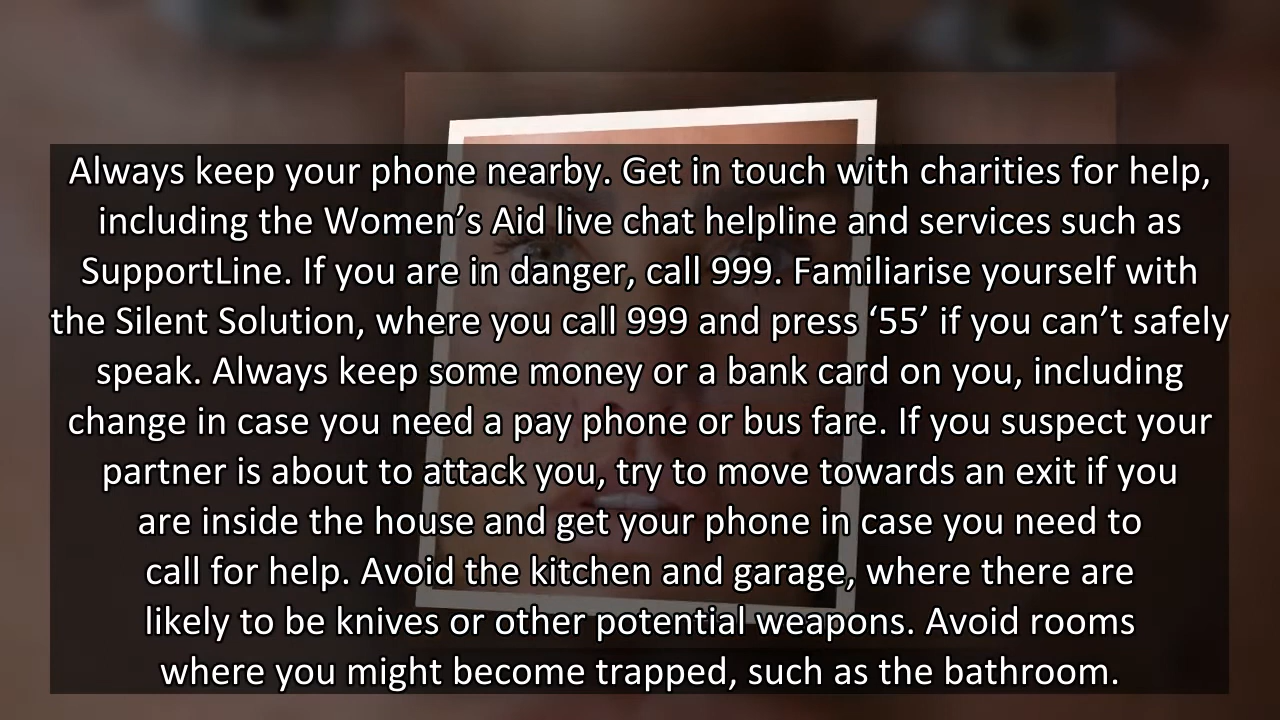 Always keep your phone nearby. Get in touch with charities for help,
including the Women’s Aid live chat helpline and services such as
SupportLine. If you are in danger, call 999. Familiarise yourself with
the Silent Solution, where you call 999 and press ‘55’ if you can’t safely
speak. Always keep some money or a bank card on you, including
change in case you need a pay phone or bus fare. If you suspect your
partner is about to attack you, try to move towards an exit if you
are inside the house and get your phone in case you need to
call for help. Avoid the kitchen and garage, where there are
likely to be knives or other potential weapons. Avoid rooms
where you might become trapped, such as the bathroom.